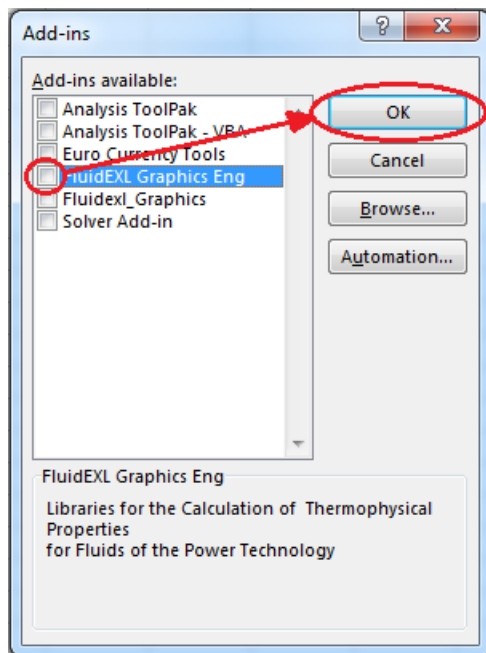 Add-ins
Add-ins available:
Analysis ToolPak
Analysis ToolPak - VBA
Euro Currency Tools
FluidEXL Graphics Eng
Fluidexl_Graphics
Solver Add-in
OK
Cancel
Browse...
Automation...
FluidEXL Graphics Eng
Libraries for the Calculation of Thermophysical
Properties
for Fluids of the Power Technology